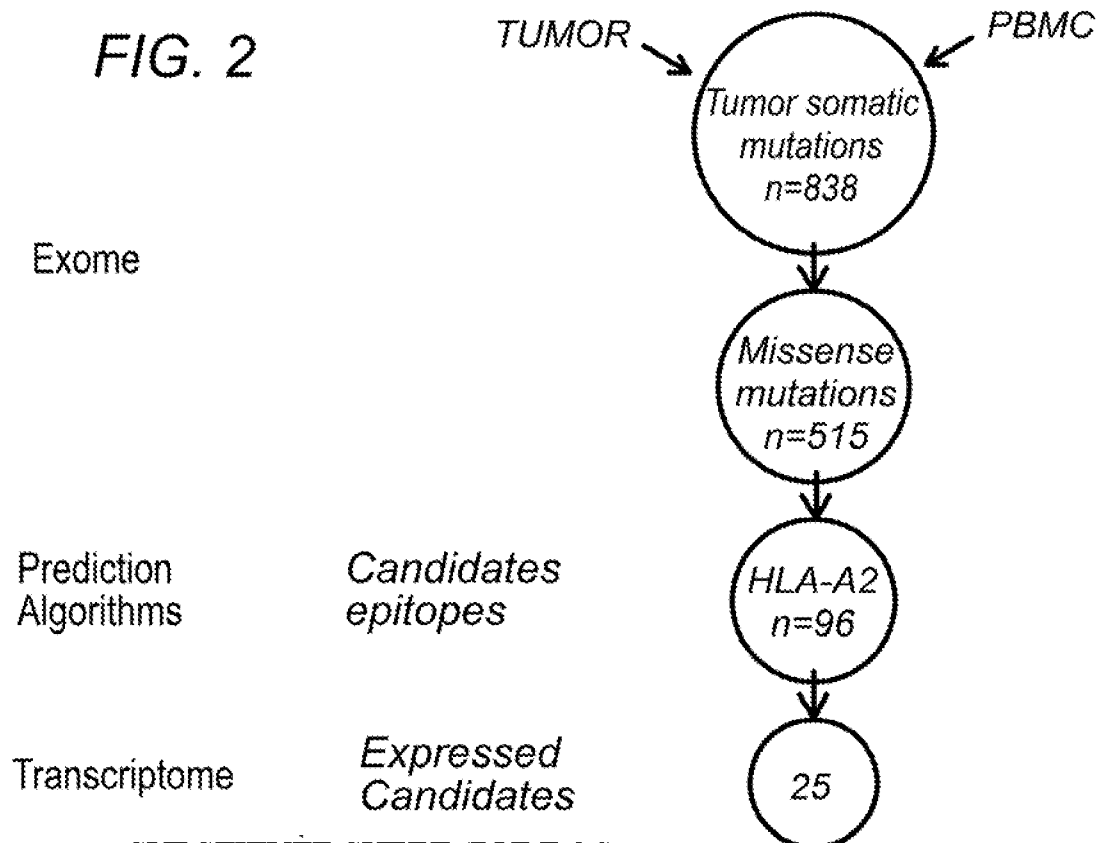 FIG. 2
TUMOR
PBMC
Tumor somatic
mutations
n=838
Exome
Missense
mutations
n=515
Prediction
Algorithms
Candidates
epitopes
HLA-A2
n=96
Transcriptome
Expressed
Candidates
25